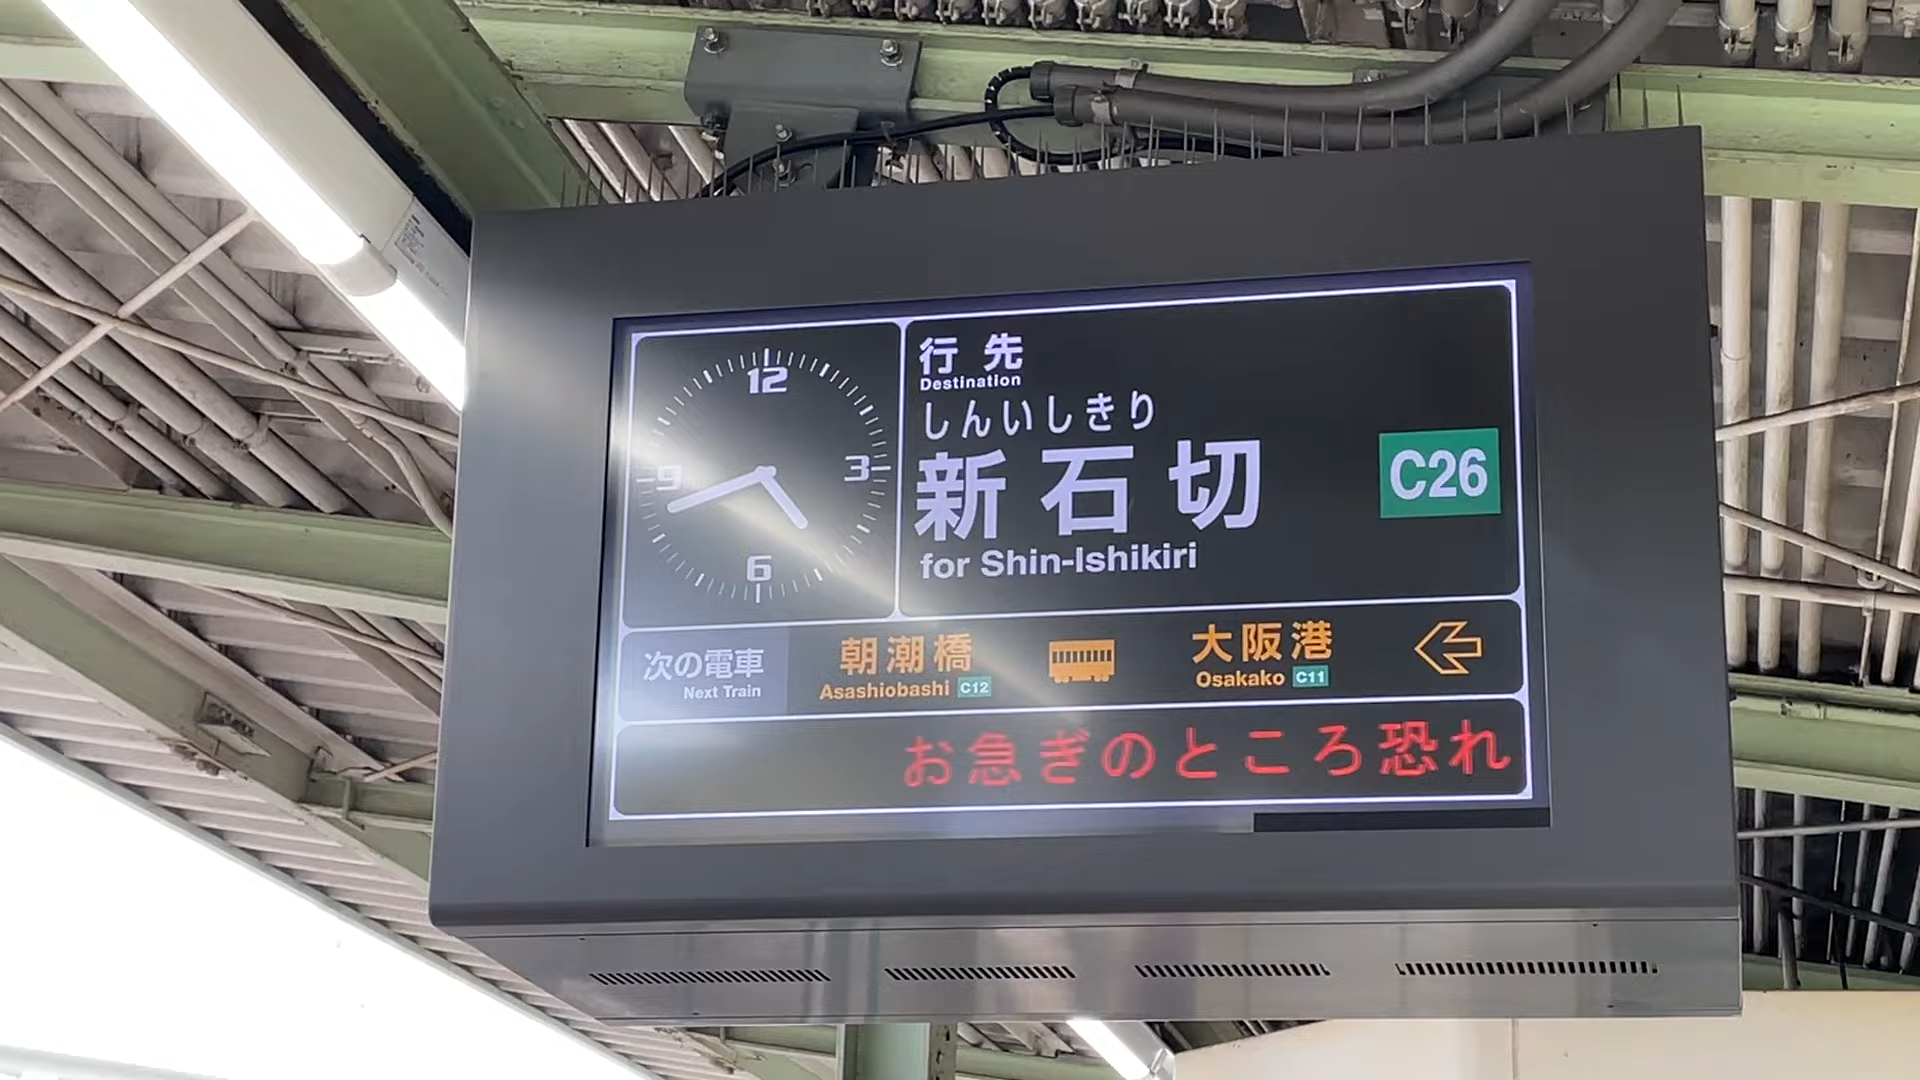 12
3
6
9
行先
Destination
しんいしきり
新石切
for Shin-Ishikiri
C26
次の電車
Next Train
朝潮橋
Asashiobashi C12
大阪港
Osakako C11
お急ぎのところ恐れ